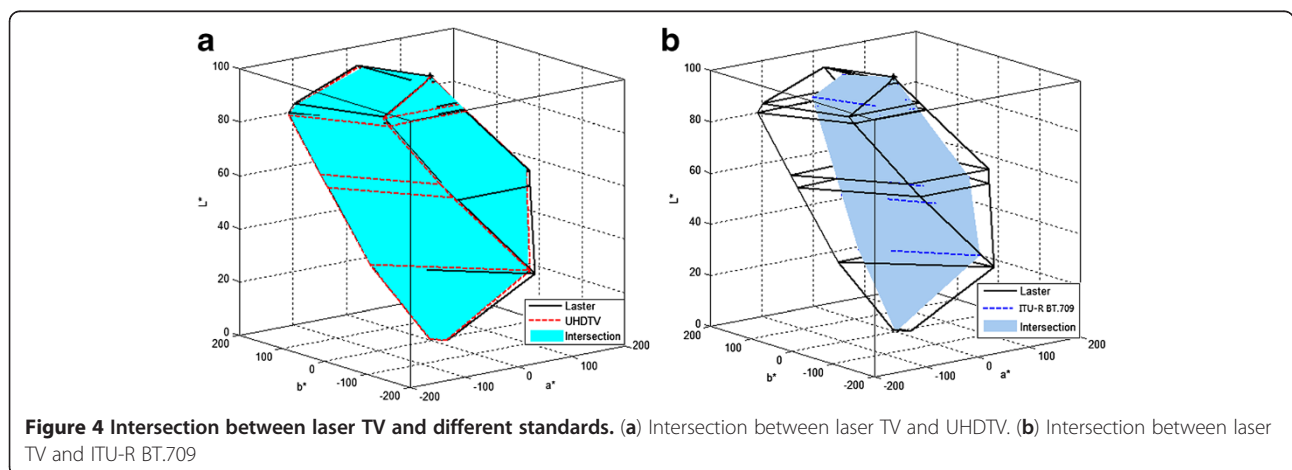 a
100
80
60
40
20
0
L*
200
100
0
-100
-200
b*
-200
-100
0
100
200
a*
Laster
UHDTV
Intersection
b
100
80
60
40
20
0
L*
100
0
-100
-200
b*
-200
-100
0
100
200
a*
Laster
ITU-R BT.709
Intersection
Figure 4 Intersection between laser TV and different standards. (a) Intersection between laser TV and UHDTV. (b) Intersection between laser
TV and ITU-R BT.709